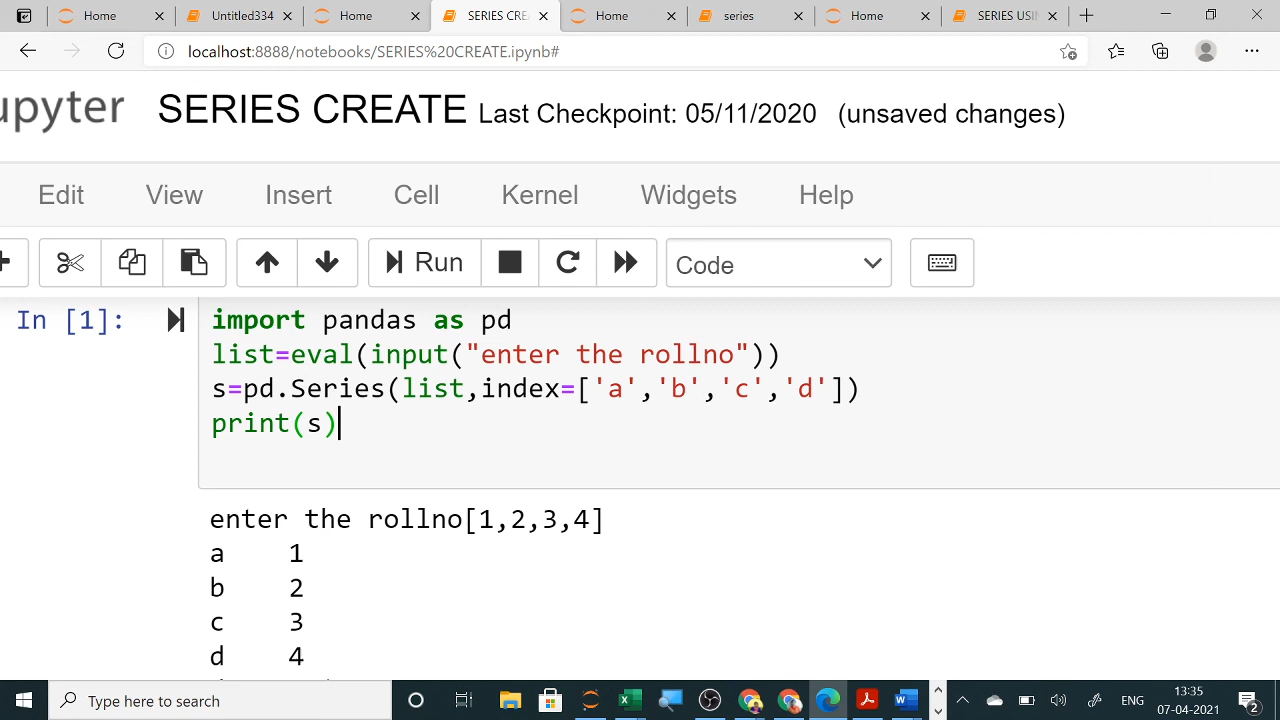 Home
Untitled334
Home
SERIES CRE
Home
series
Home
SERIES USI
localhost:8888/notebooks/SERIES%20CREATE.ipynb#
upyter SERIES CREATE Last Checkpoint: 05/11/2020 (unsaved changes)
Edit View Insert Cell Kernel Widgets Help
Run Code
In [1]: import pandas as pd
list=eval(input("enter the rollno"))
s=pd.Series(list,index=['a','b','c','d'])
print(s)
enter the rollno[1,2,3,4]
a 1
b 2
c 3
d 4
Type here to search
ENG
13:35
07-04-2021
2